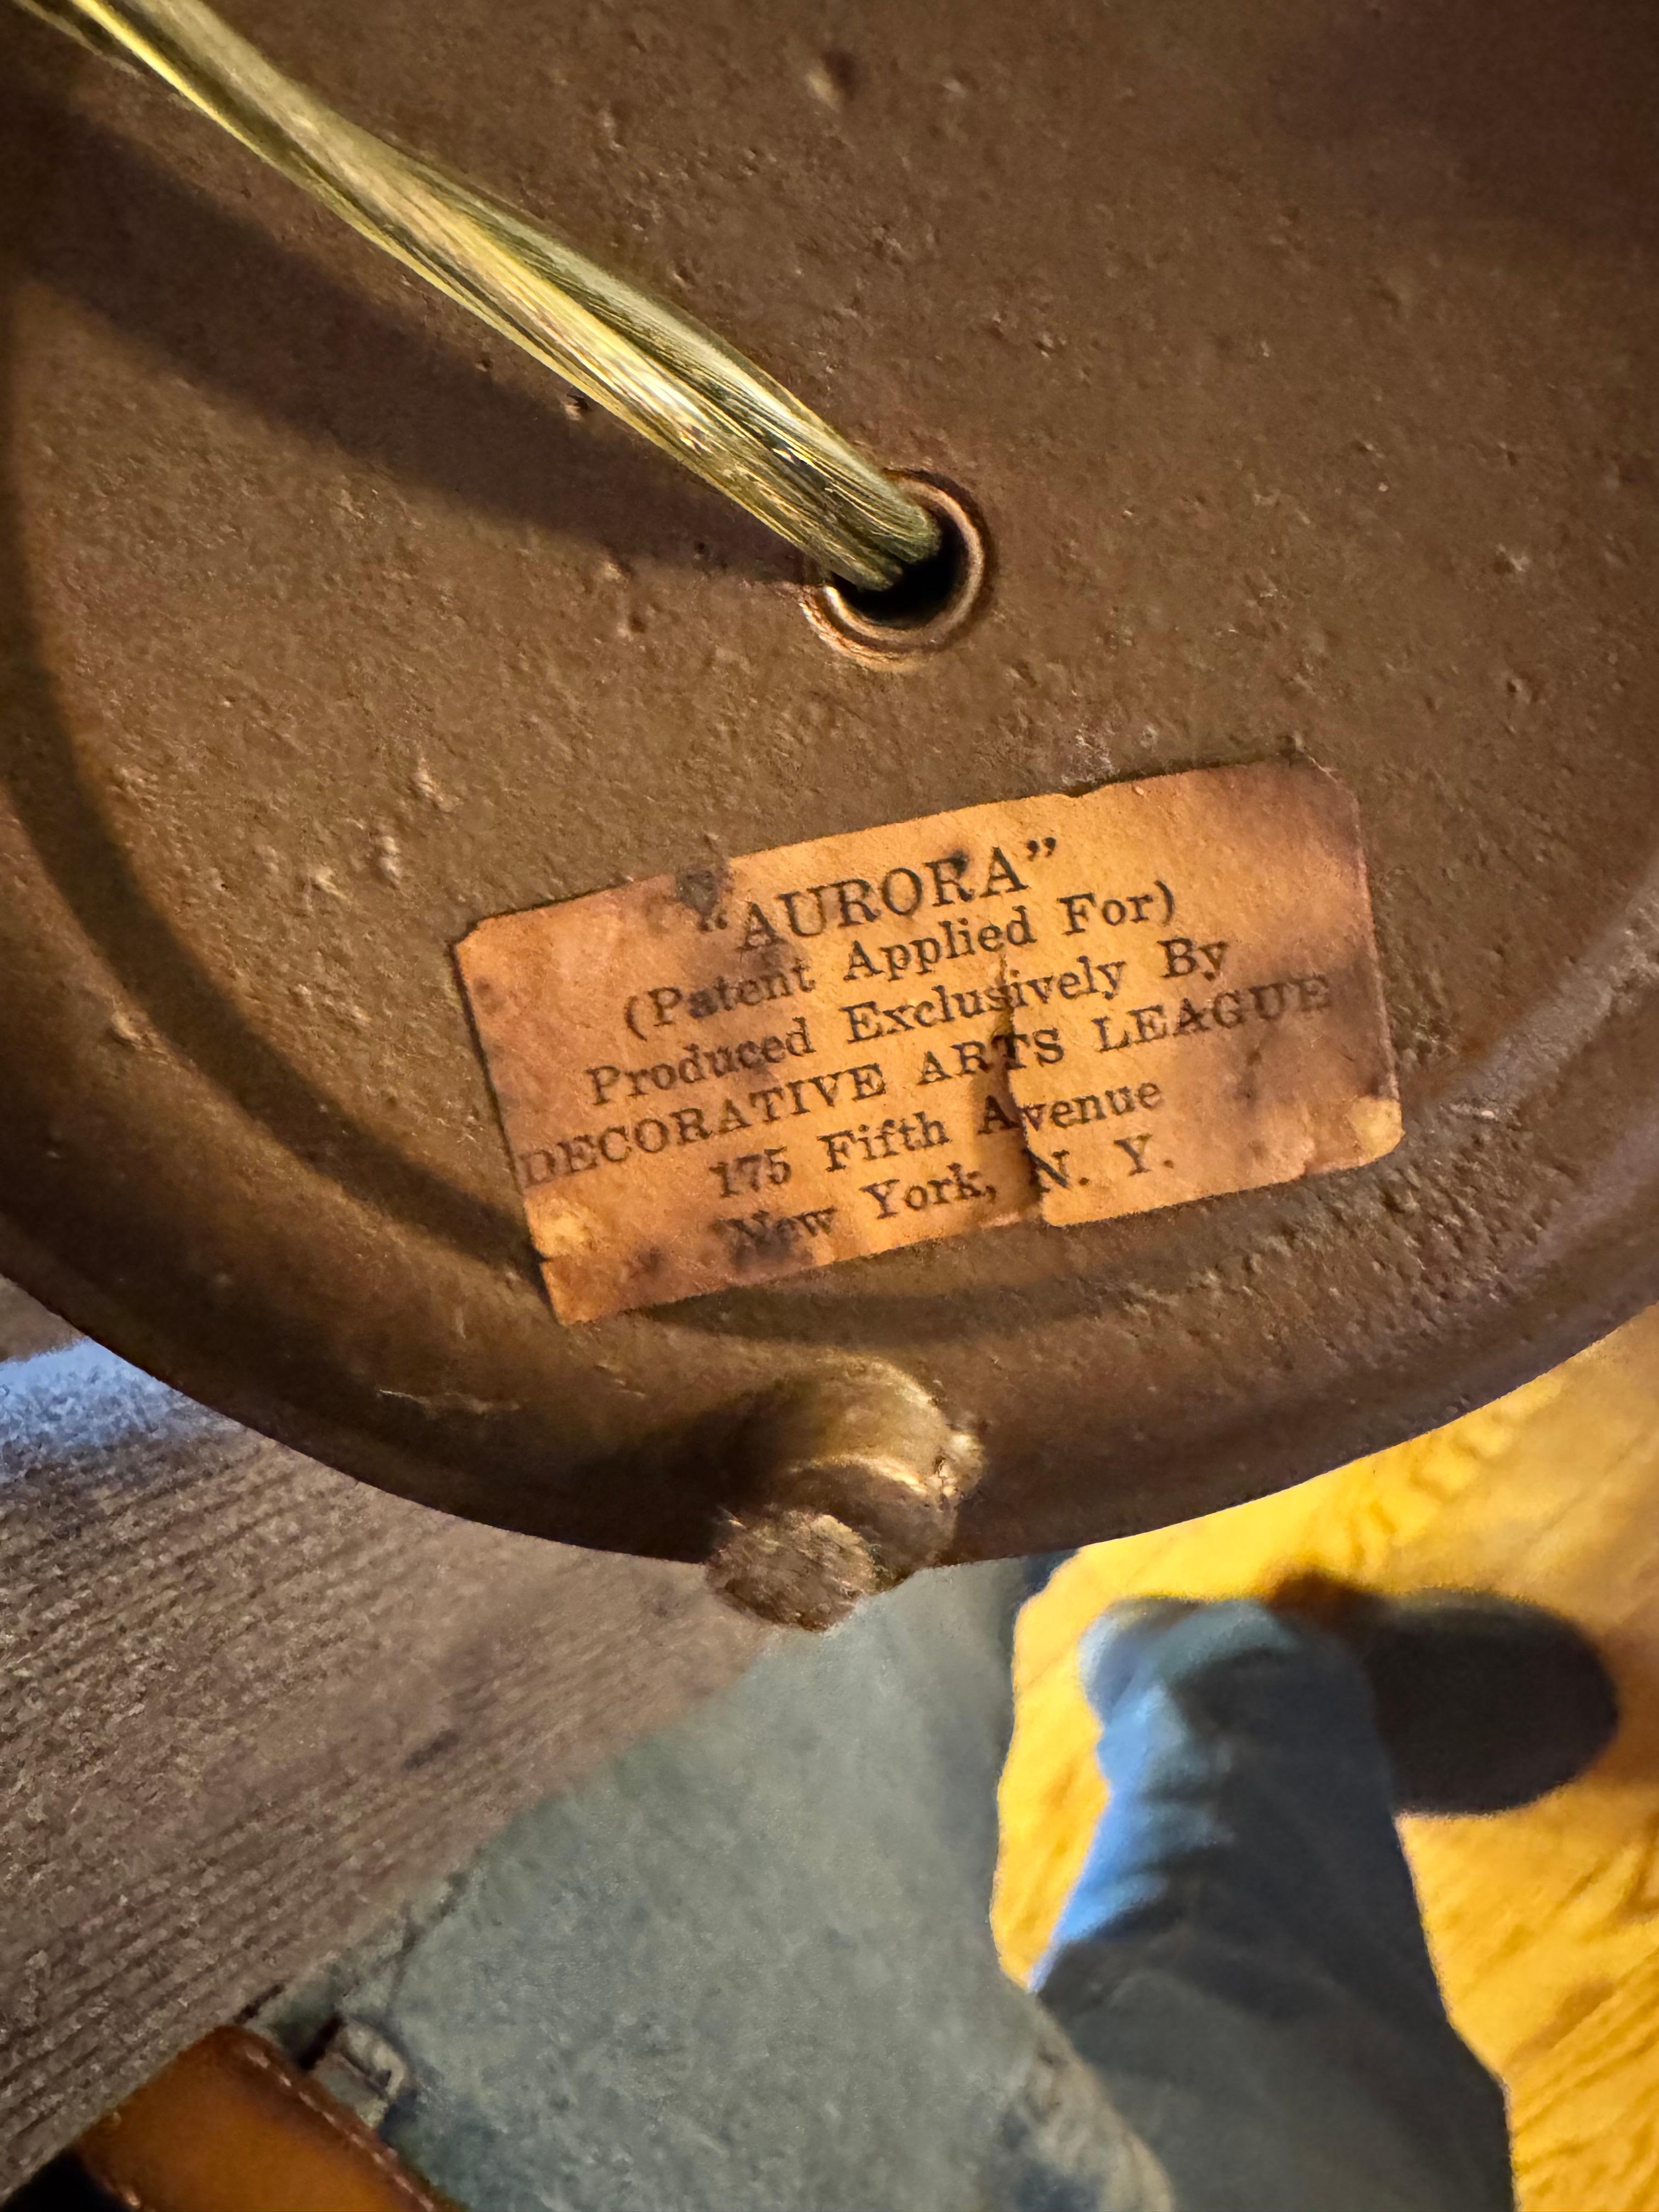 "AURORA"
(Patent Applied For)
Produced Exclusively By
DECORATIVE ARTS LEAGUE
175 Fifth Avenue
New York, N. Y.